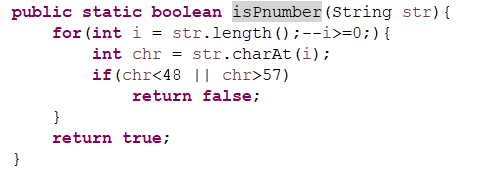 public static boolean isPnumber(String str){
    for(int i = str.length();--i>=0;){
        int chr = str.charAt(i);
        if(chr<48 || chr>57)
            return false;
    }
    return true;
}